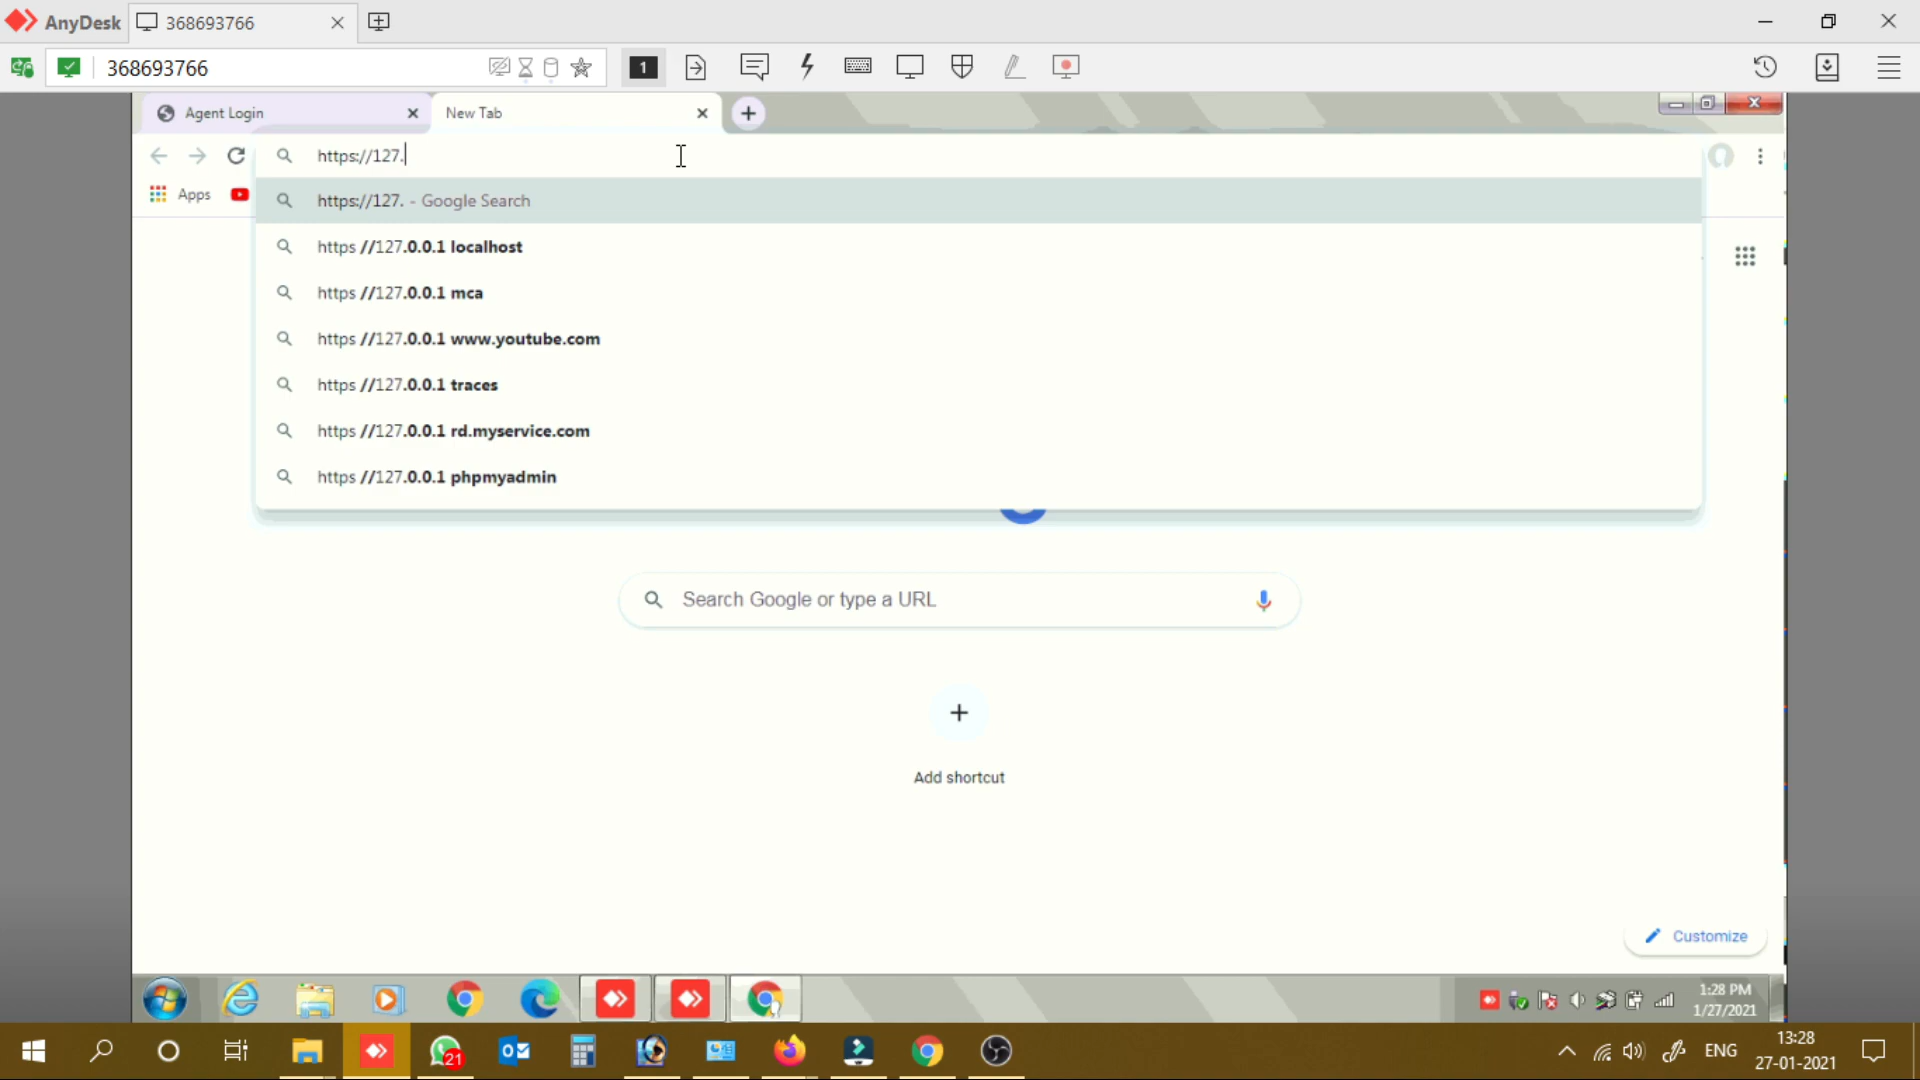 AnyDesk
368693766
368693766
1
Agent Login
New Tab
https://127.
Apps
https://127. - Google Search
https //127.0.0.1 localhost
https //127.0.0.1 mca
https //127.0.0.1 www.youtube.com
https //127.0.0.1 traces
https //127.0.0.1 rd.myservice.com
https //127.0.0.1 phpmyadmin
Search Google or type a URL
Add shortcut
Customize
1:28 PM
1/27/2021
21
ENG
13:28
27-01-2021